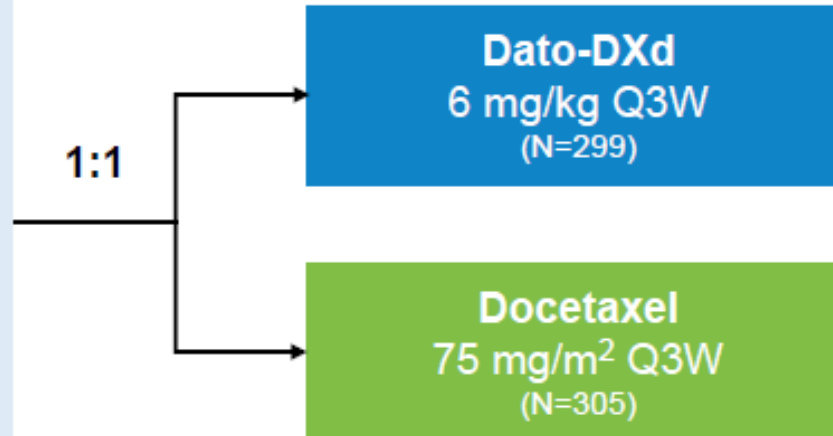 1:1
Dato-DXd
6 mg/kg Q3W
(N=299)
Docetaxel
75 mg/m² Q3W
(N=305)